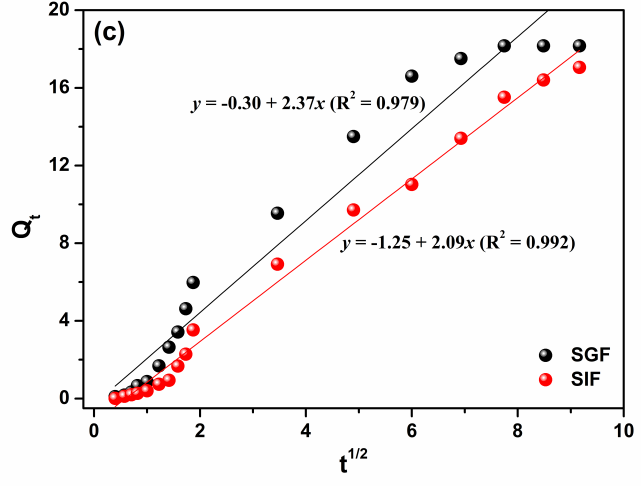 (c)
20
16
12
8
4
0
Qt
y = -0.30 + 2.37x (R² = 0.979)
y = -1.25 + 2.09x (R² = 0.992)
SGF
SIF
0 2 4 6 8 10
t^1/2